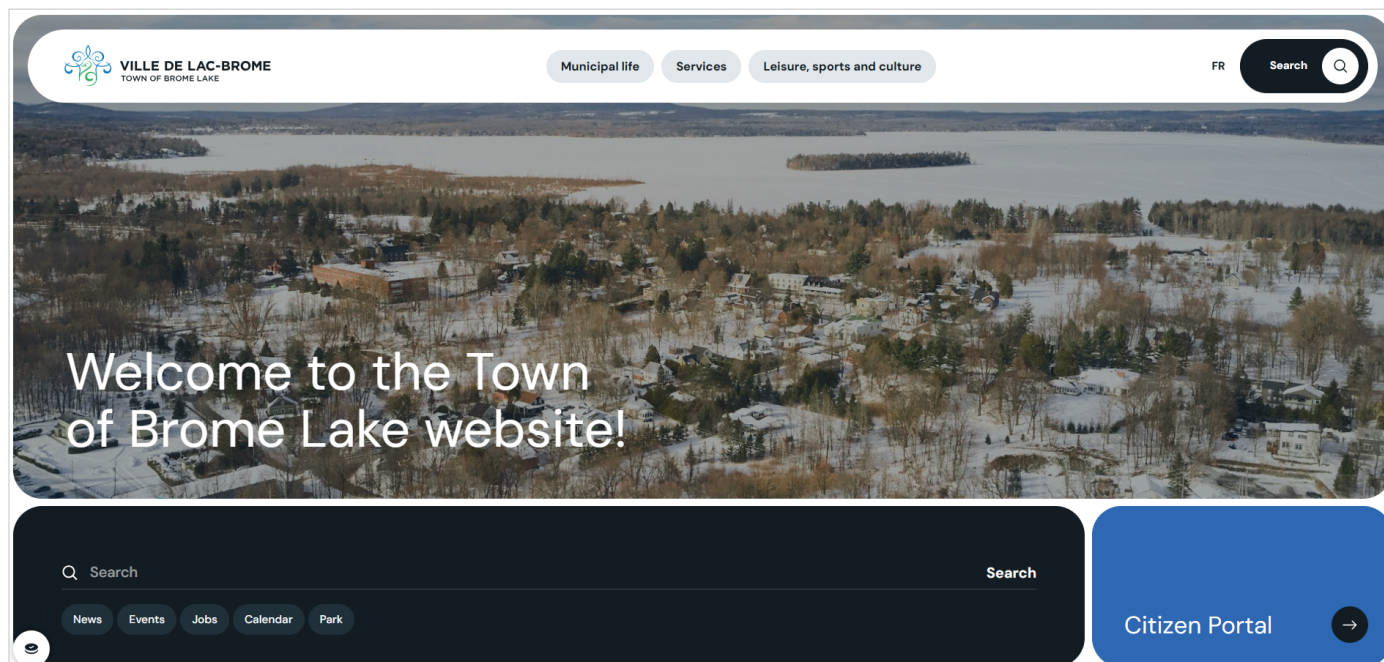 VILLE DE LAC-BROME
TOWN OF BROME LAKE
Municipal life
Services
Leisure, sports and culture
FR
Search
Welcome to the Town
of Brome Lake website!
Search
Search
News
Events
Jobs
Calendar
Park
Citizen Portal